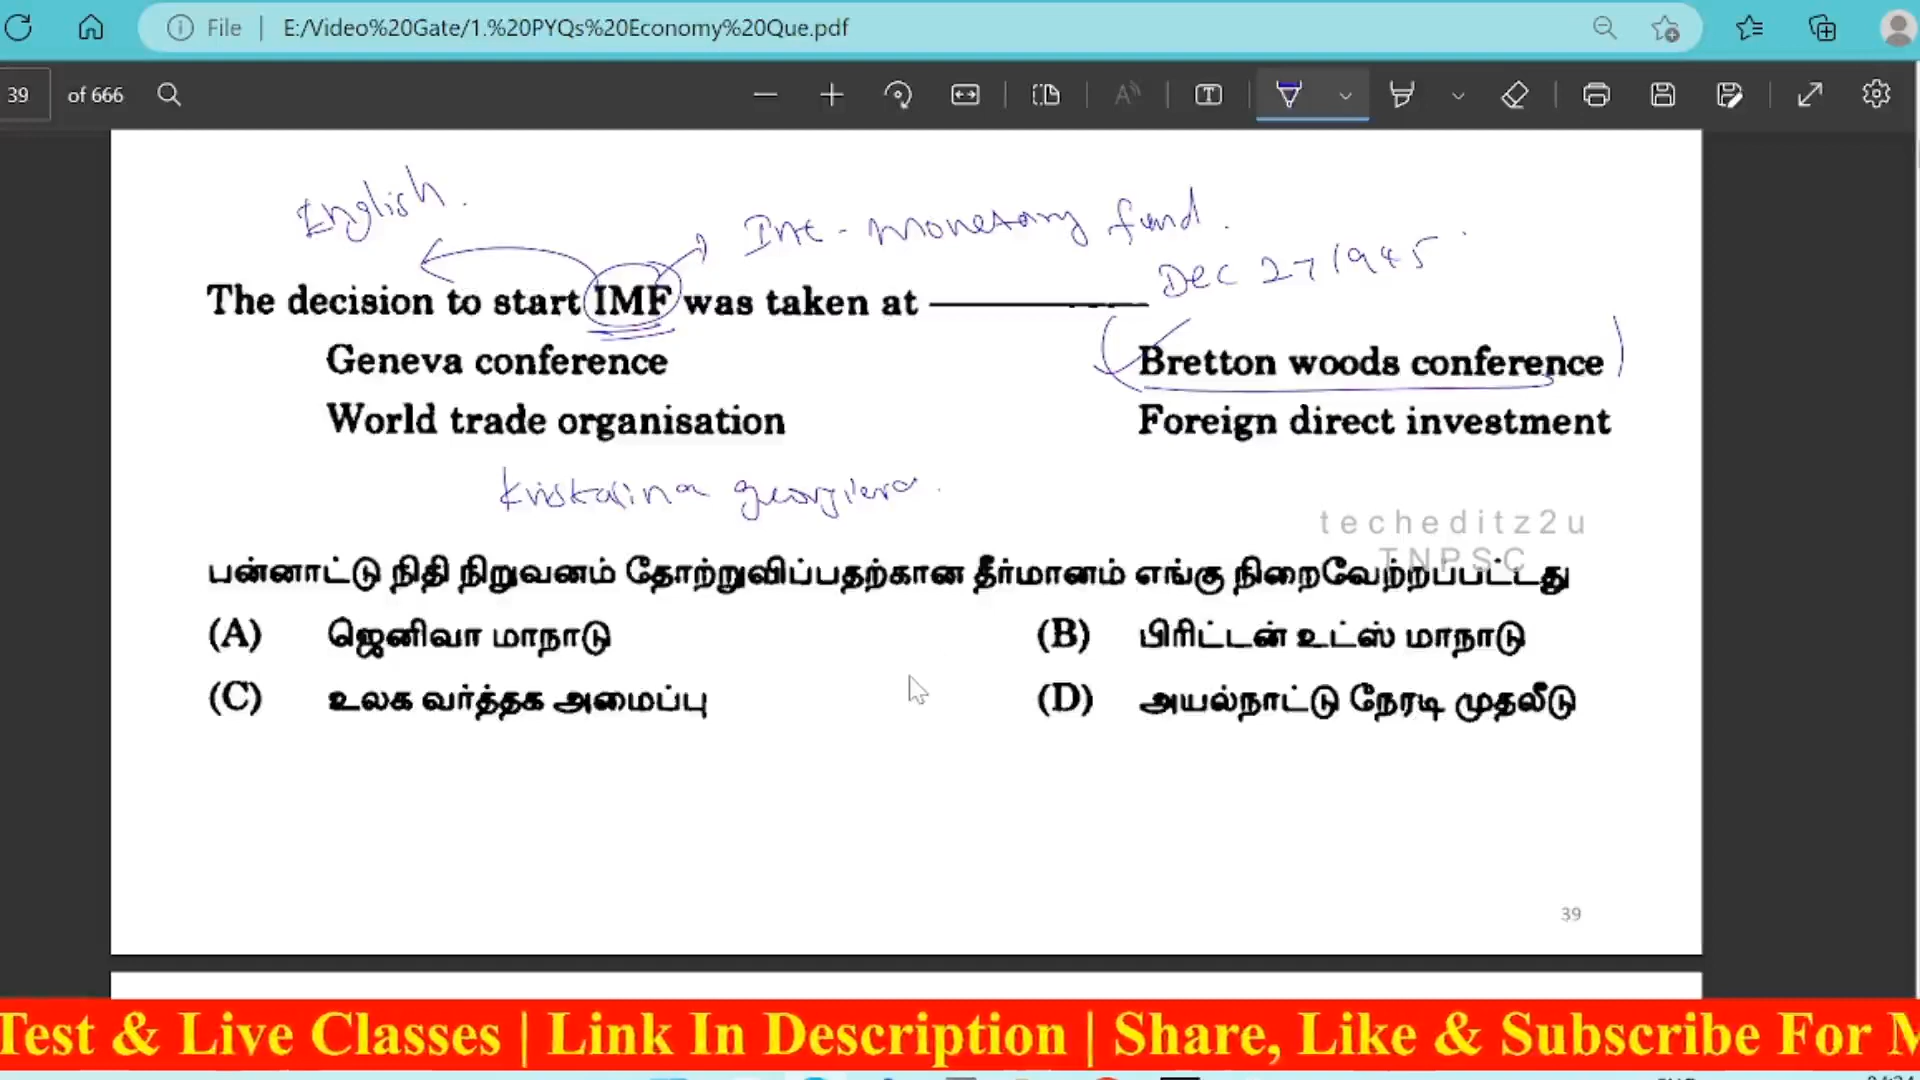 File E:/Video%20Gate/1.%20PYQs%20Economy%20Que.pdf
39 of 666
English.
Int - Monetary fund.
Dec 27 1945
The decision to start IMF was taken at
Geneva conference Bretton woods conference
World trade organisation Foreign direct investment
Kristalina georgieva.
techeditz2u
TNPSC
பன்னாட்டு நிதி நிறுவனம் தோற்றுவிப்பதற்கான தீர்மானம் எங்கு நிறைவேற்றப்பட்டது
(A) ஜெனிவா மாநாடு (B) பிரிட்டன் உட்ஸ் மாநாடு
(C) உலக வர்த்தக அமைப்பு (D) அயல்நாட்டு நேரடி முதலீடு
39
Test & Live Classes | Link In Description | Share, Like & Subscribe For